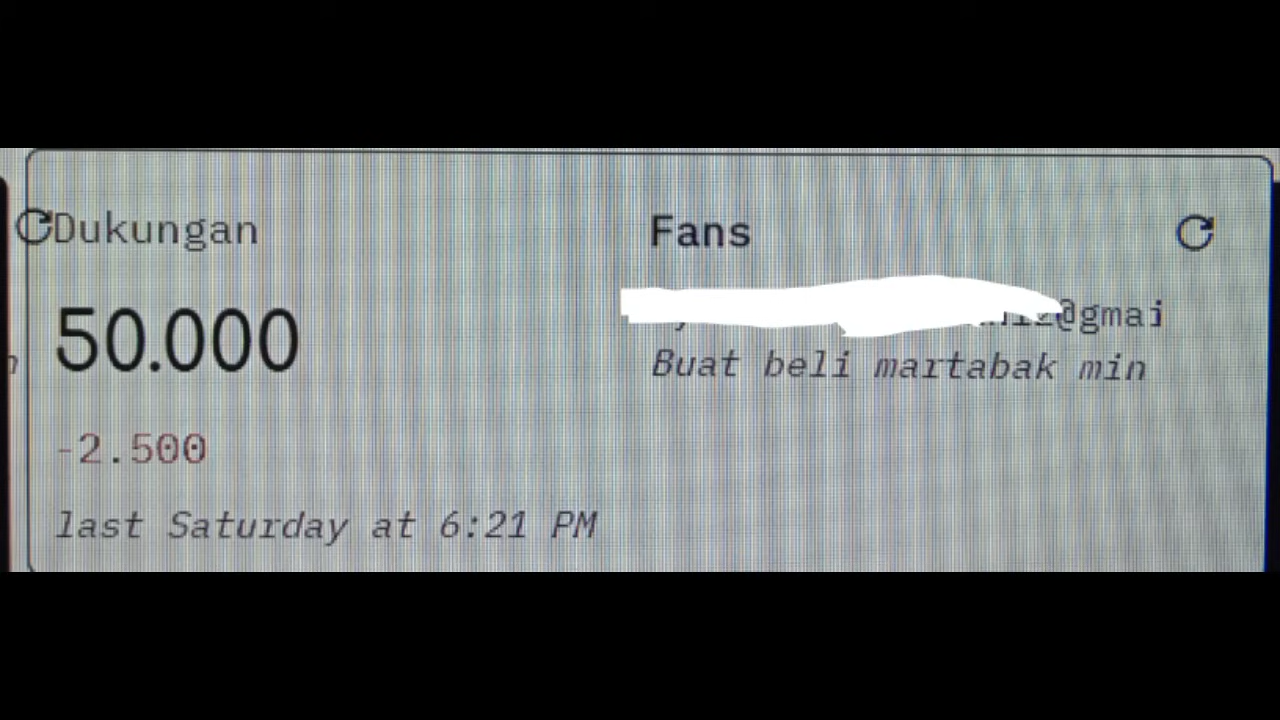 Dukungan
50.000
-2.500
last Saturday at 6:21 PM
Fans
@gmai
Buat beli martabak min